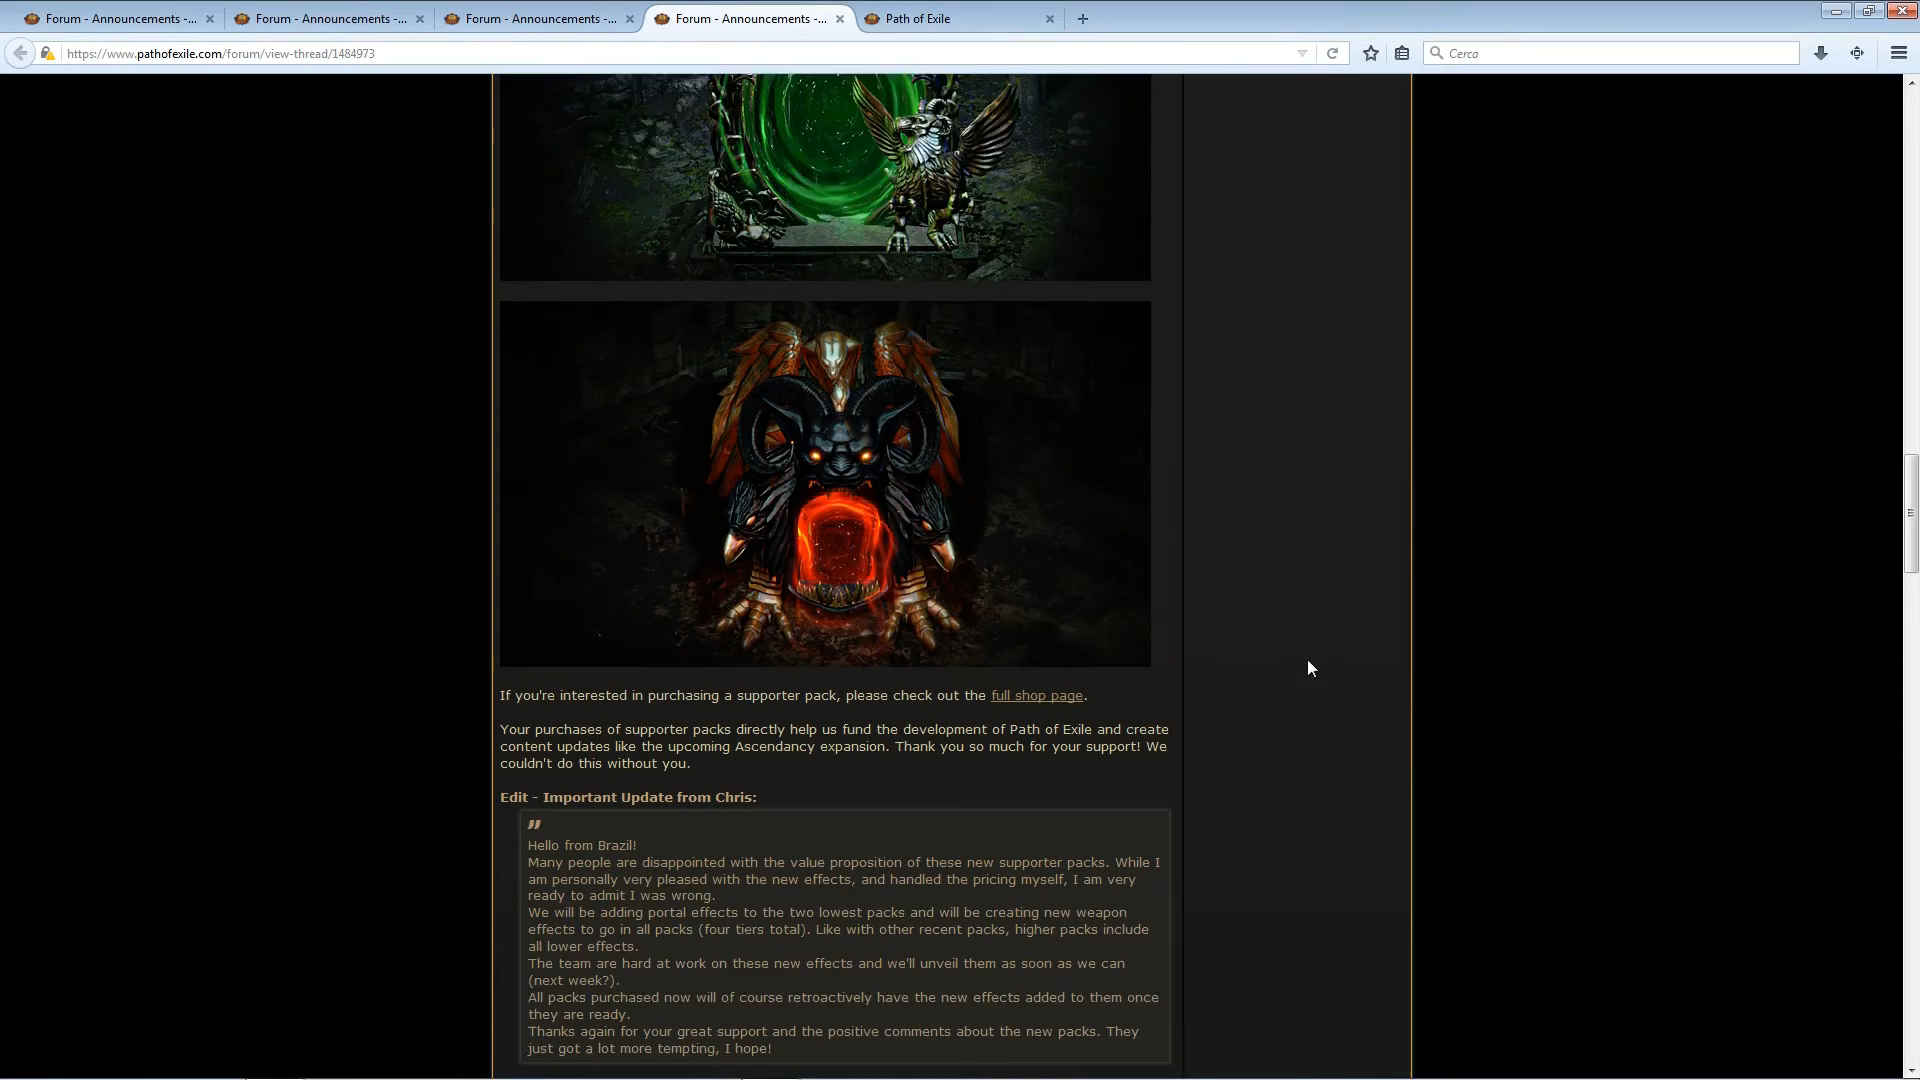 Forum - Announcements -...
Forum - Announcements -...
Forum - Announcements -...
Forum - Announcements -...
Path of Exile
https://www.pathofexile.com/forum/view-thread/1484973
Cerca
If you're interested in purchasing a supporter pack, please check out the full shop page.
Your purchases of supporter packs directly help us fund the development of Path of Exile and create
content updates like the upcoming Ascendancy expansion. Thank you so much for your support! We
couldn't do this without you.
Edit - Important Update from Chris:
"
Hello from Brazil!
Many people are disappointed with the value proposition of these new supporter packs. While I
am personally very pleased with the new effects, and handled the pricing myself, I am very
ready to admit I was wrong.
We will be adding portal effects to the two lowest packs and will be creating new weapon
effects to go in all packs (four tiers total). Like with other recent packs, higher packs include
all lower effects.
The team are hard at work on these new effects and we'll unveil them as soon as we can
(next week?).
All packs purchased now will of course retroactively have the new effects added to them once
they are ready.
Thanks again for your great support and the positive comments about the new packs. They
just got a lot more tempting, I hope!